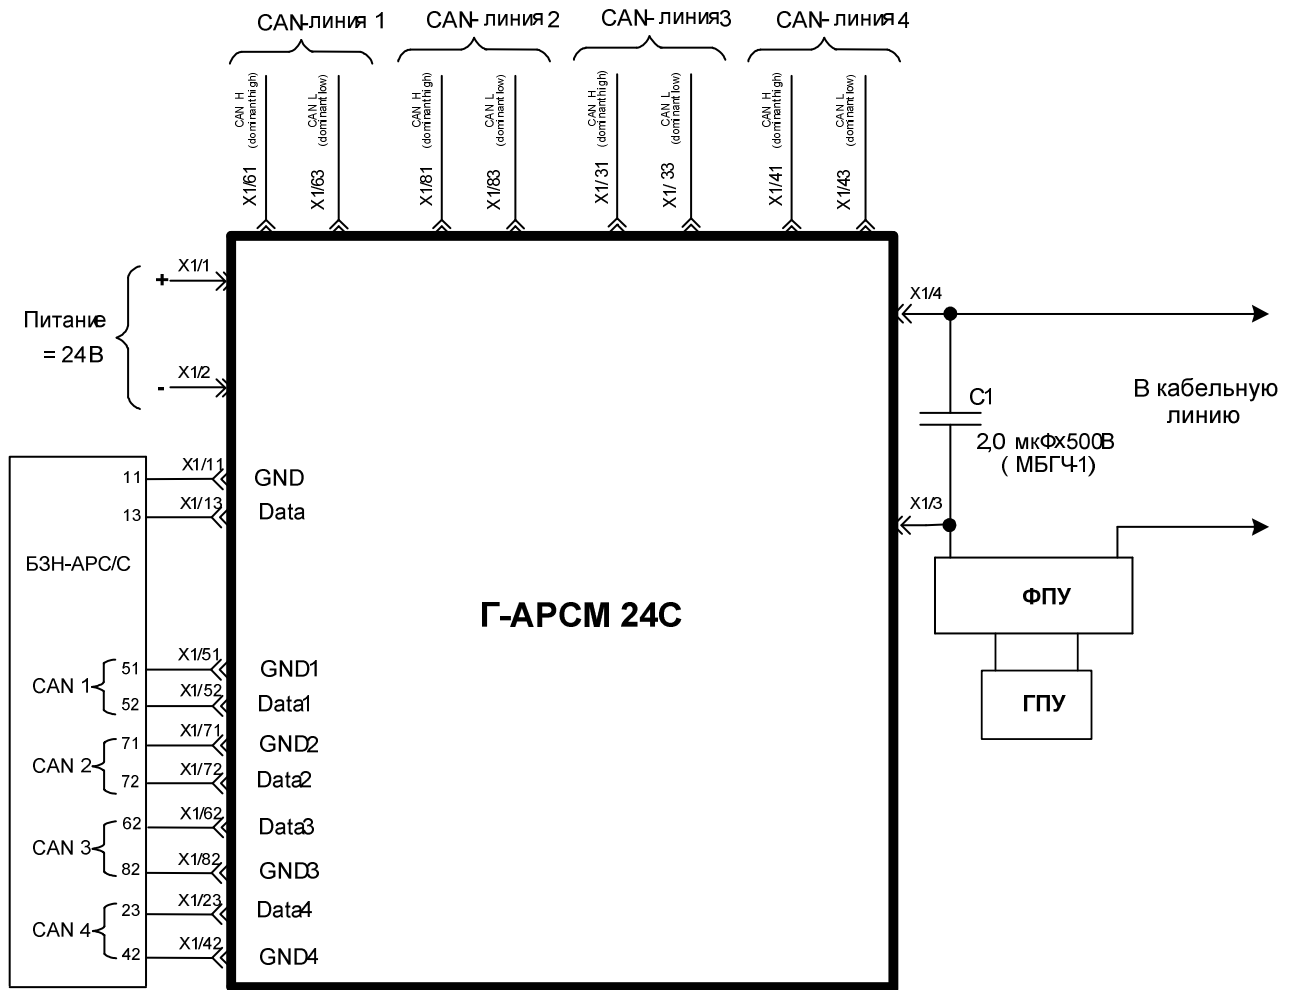 CAN-линия 1
CAN- линия 2
CAN- линия3
CAN- линия 4
CAN H
(dominant high)
X1/61
CAN L
(dominant low)
X1/63
CAN H
(dominant high)
X1/81
CAN L
(dominant low)
X1/83
CAN H
(dominant high)
X1/31
CAN L
(dominant low)
X1/ 33
CAN H
(dominant high)
X1/41
CAN L
(dominant low)
X1/43
Питание
= 24В
+
X1/1
-
X1/2
X1/4
C1
2,0 мкФх500В
( МБГЧ-1)
В кабельную
линию
X1/3
ФПУ
ГПУ
Г-АРСМ 24С
БЗН-АРС/С
11
X1/11
GND
13
X1/13
Data
CAN 1
51
X1/51
GND1
52
X1/52
Data1
CAN 2
71
X1/71
GND2
72
X1/72
Data2
CAN 3
62
X1/62
Data3
82
X1/82
GND3
CAN 4
23
X1/23
Data4
42
X1/42
GND4